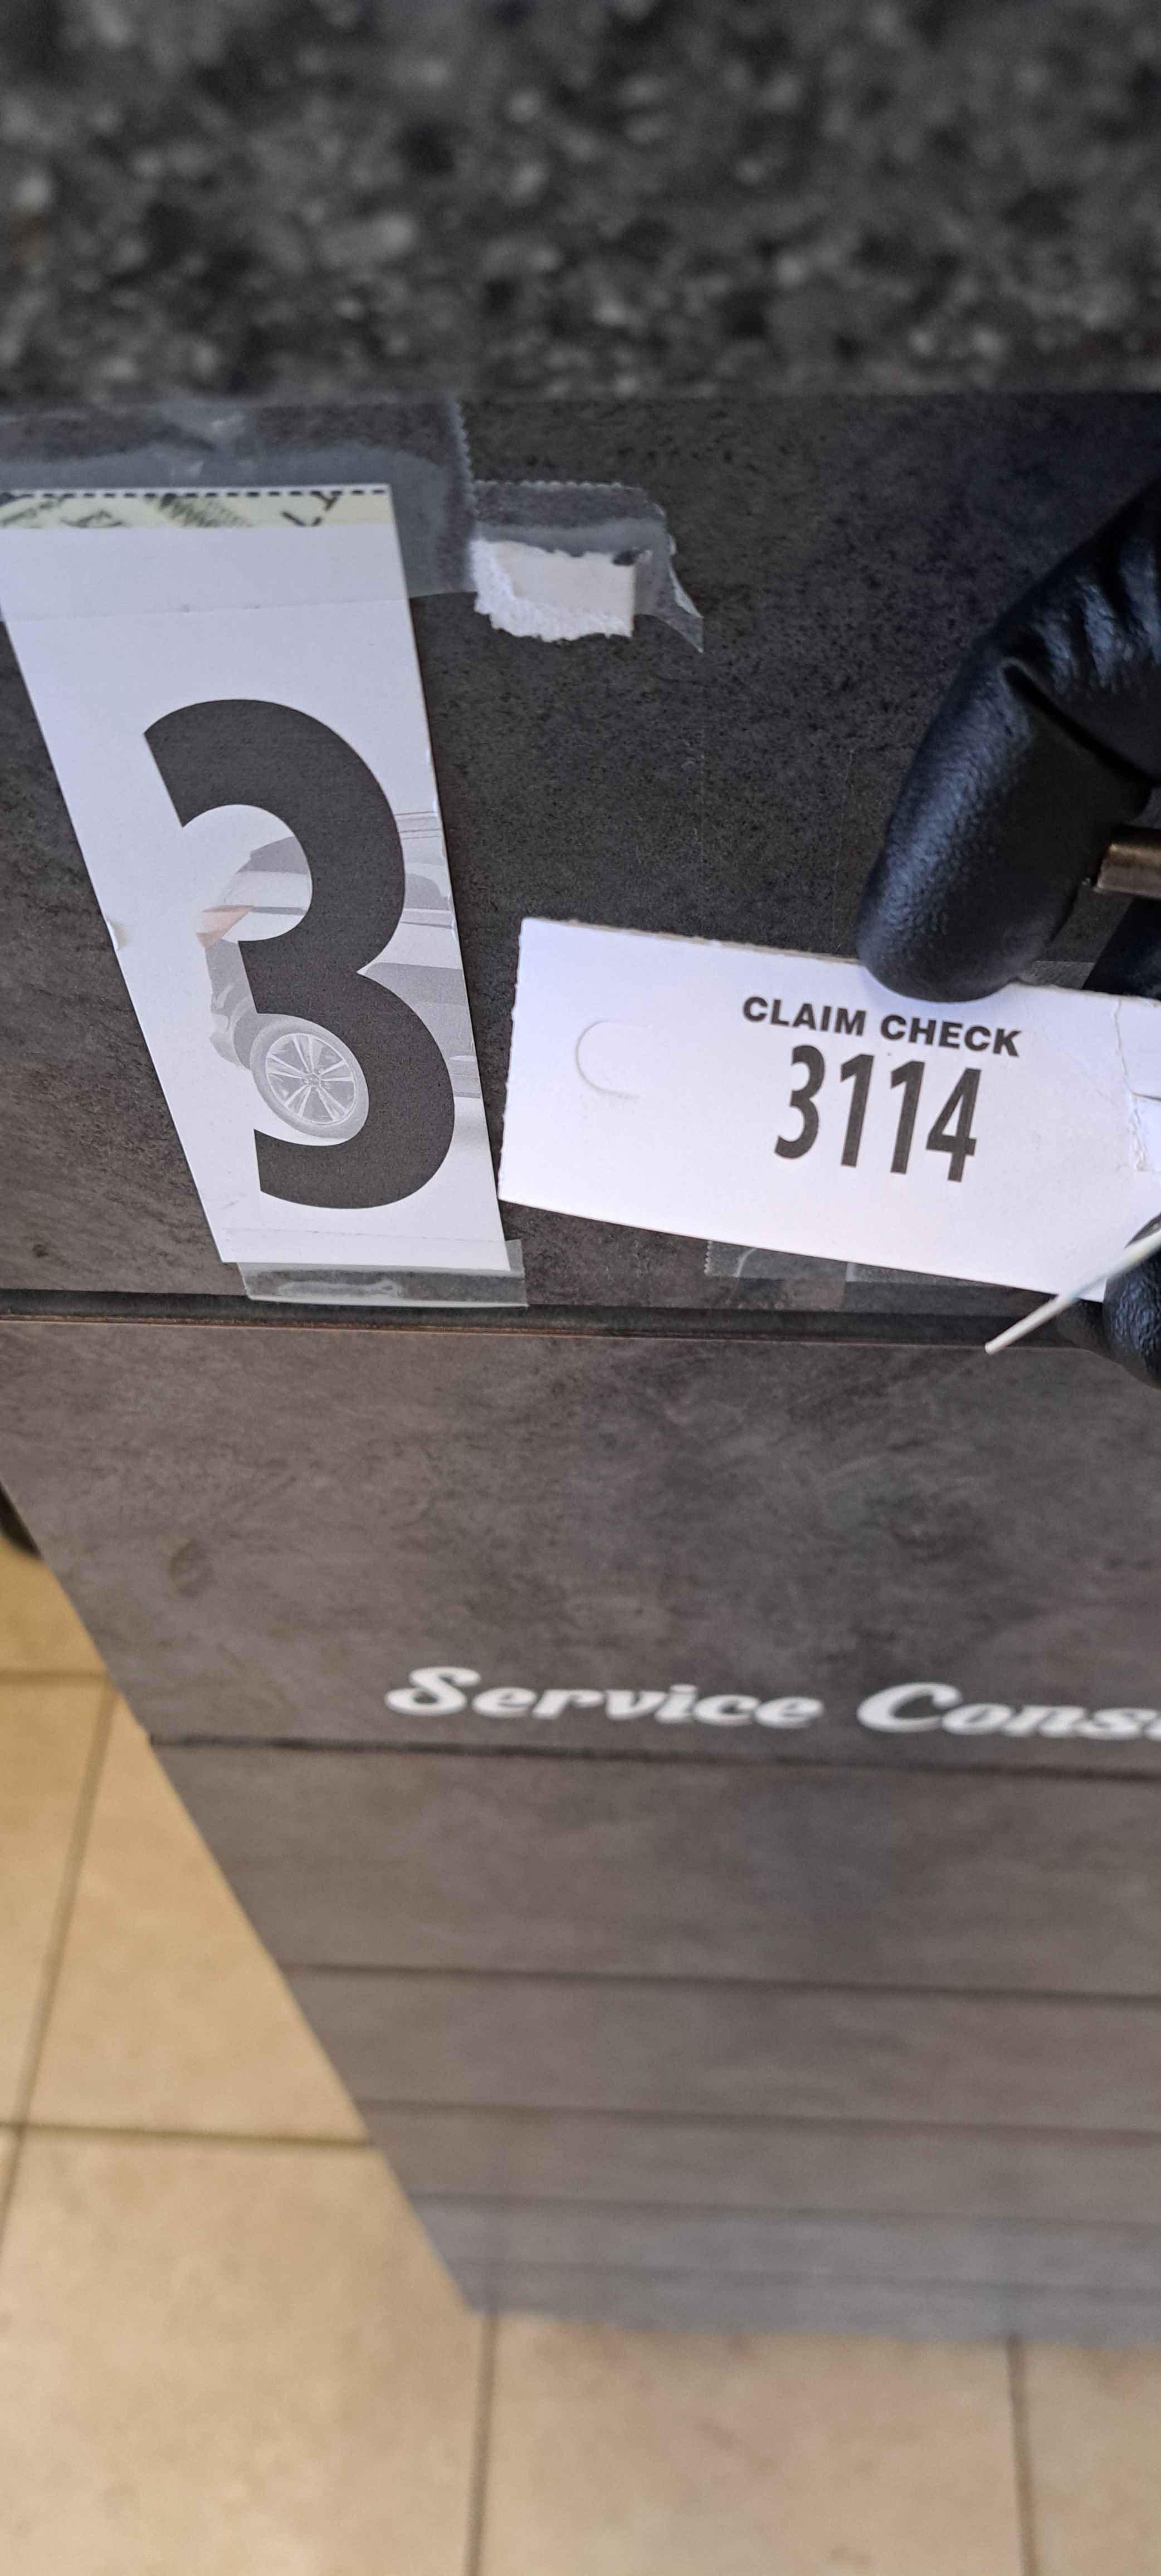 3
CLAIM CHECK
3114
Service